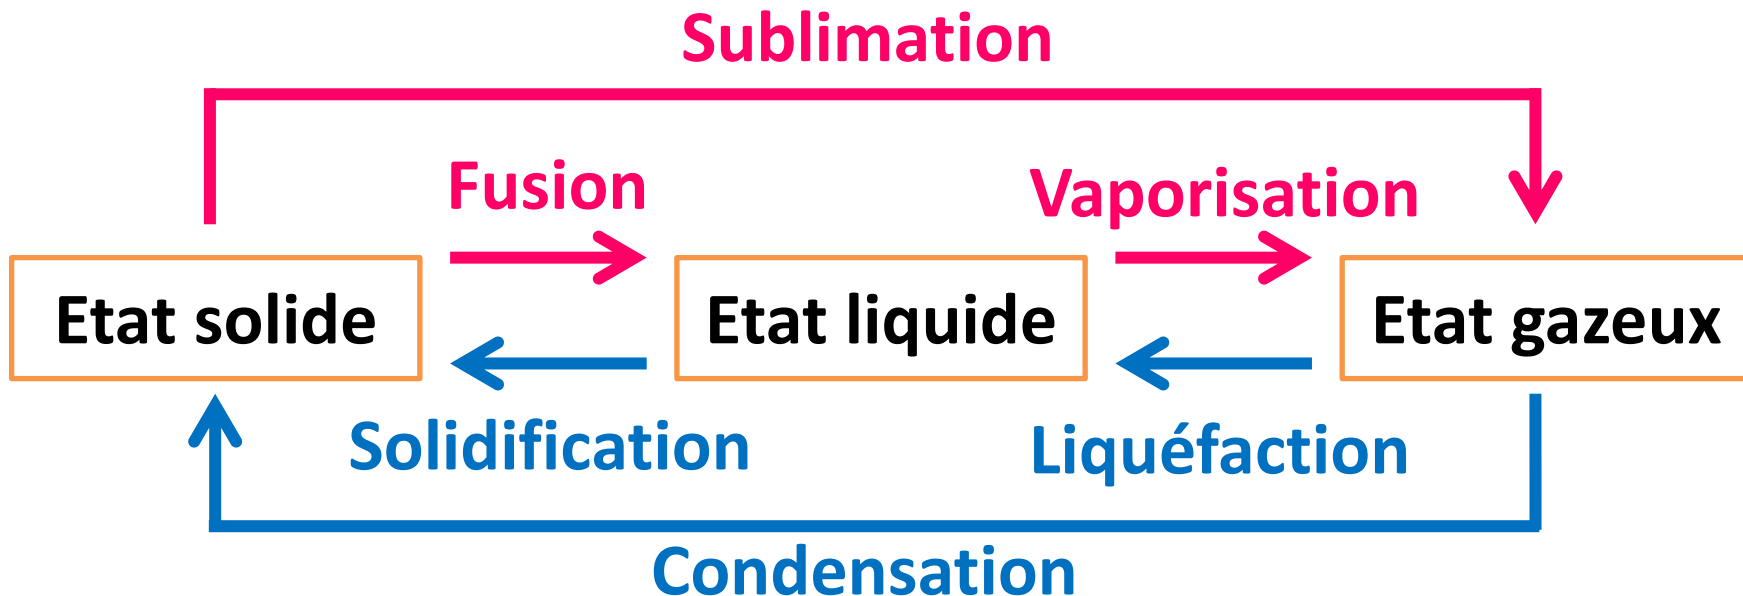 Sublimation
Fusion
Vaporisation
Etat solide
Etat liquide
Etat gazeux
Solidification
Liquéfaction
Condensation